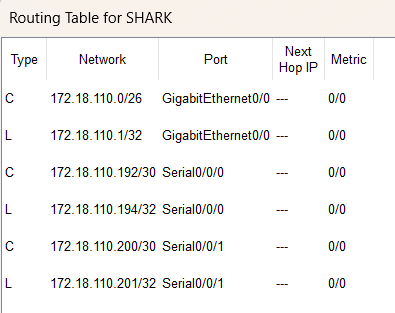 Routing Table for SHARK
Type Network Port Next Hop IP Metric
C 172.18.110.0/26 GigabitEthernet0/0 --- 0/0
L 172.18.110.1/32 GigabitEthernet0/0 --- 0/0
C 172.18.110.192/30 Serial0/0/0 --- 0/0
L 172.18.110.194/32 Serial0/0/0 --- 0/0
C 172.18.110.200/30 Serial0/0/1 --- 0/0
L 172.18.110.201/32 Serial0/0/1 --- 0/0